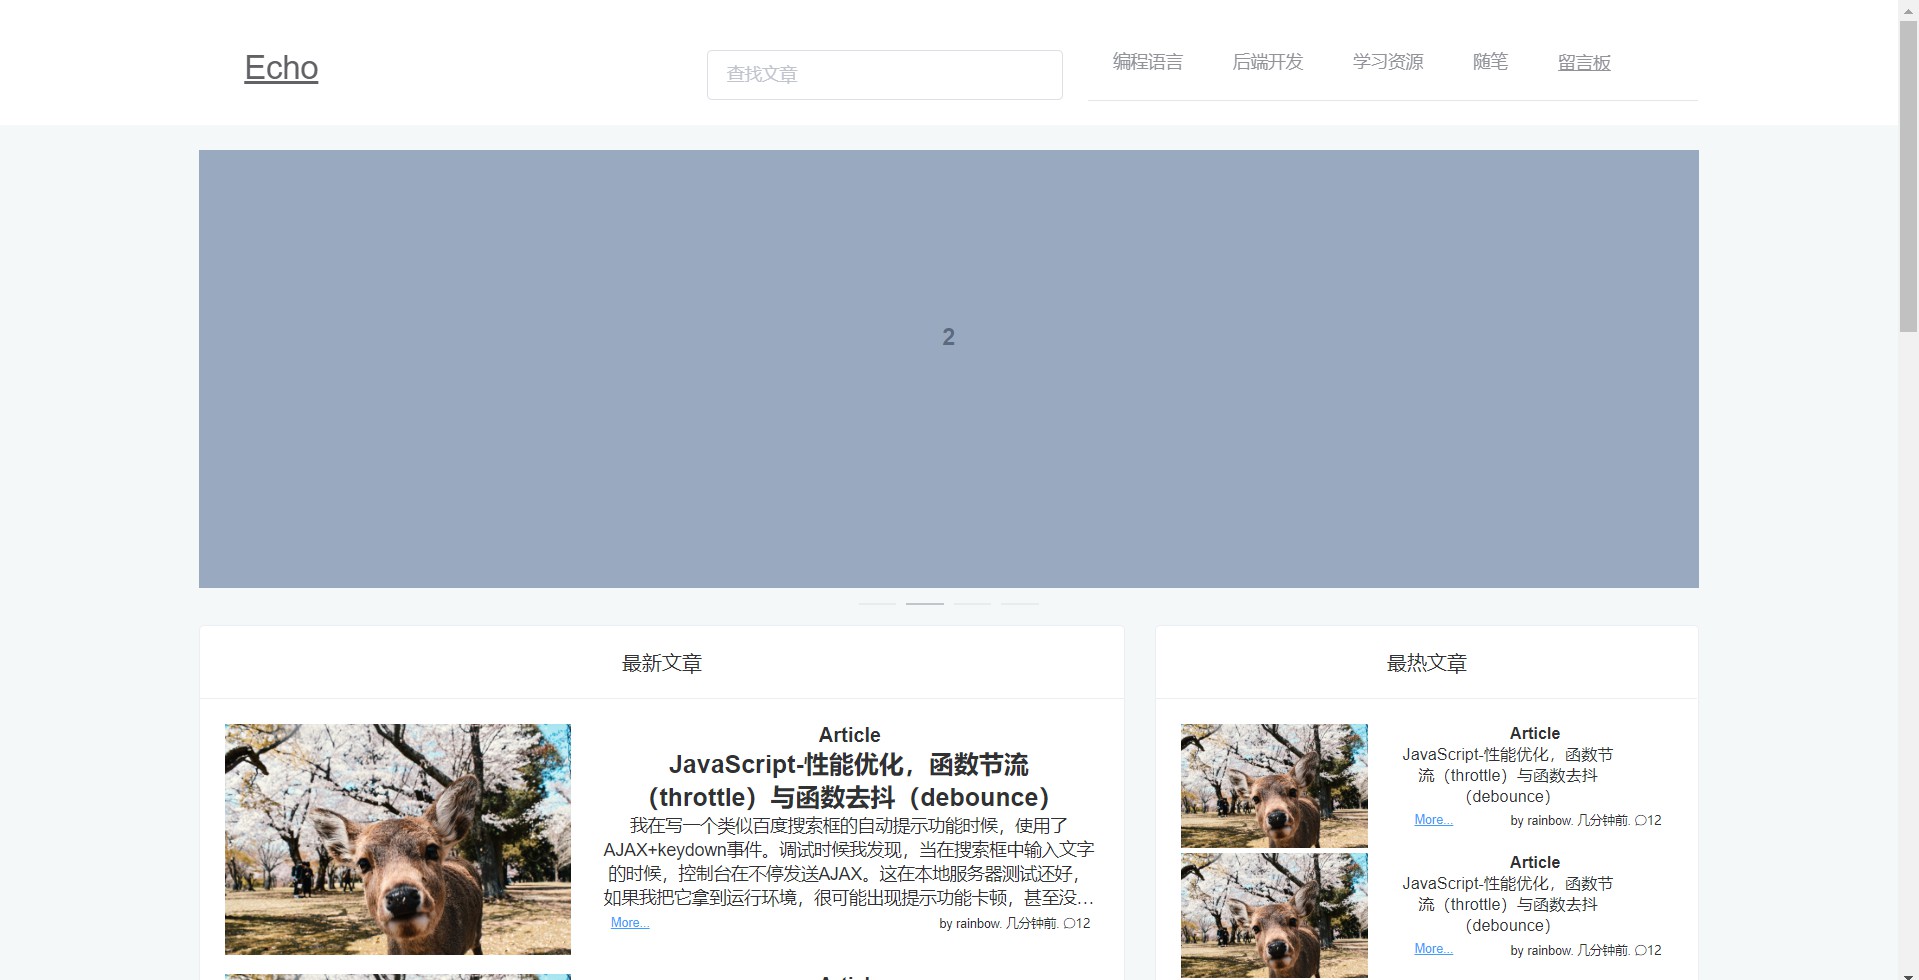 Echo
查找文章
编程语言 后端开发 学习资源 随笔 留言板
2
最新文章
Article
JavaScript-性能优化，函数节流
（throttle）与函数去抖（debounce）
我在写一个类似百度搜索框的自动提示功能时候，使用了
AJAX+keydown事件。调试时候我发现，当在搜索框中输入文字
的时候，控制台在不停发送AJAX。这在本地服务器测试还好，
如果我把它拿到运行环境，很可能出现提示功能卡顿，甚至没…
More... by rainbow. 几分钟前. 12
最热文章
Article
JavaScript-性能优化，函数节
流（throttle）与函数去抖
（debounce）
More... by rainbow. 几分钟前. 12
Article
JavaScript-性能优化，函数节
流（throttle）与函数去抖
（debounce）
More... by rainbow. 几分钟前. 12